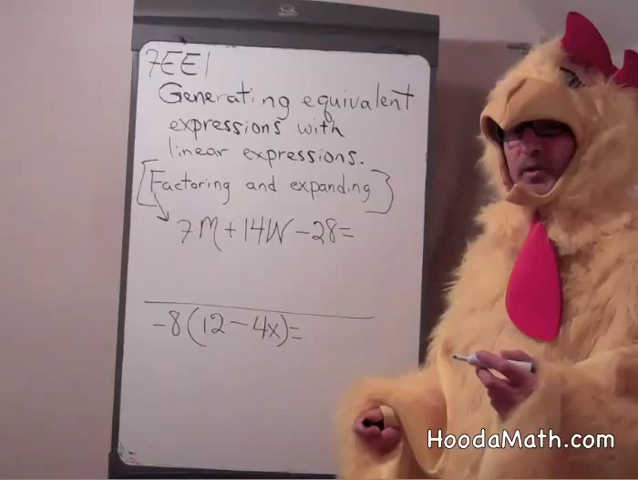 7EE1
Generating equivalent
expressions with
linear expressions.
[Factoring and expanding]
7M+14W-28=
-8(12-4x)=
HoodaMath.com